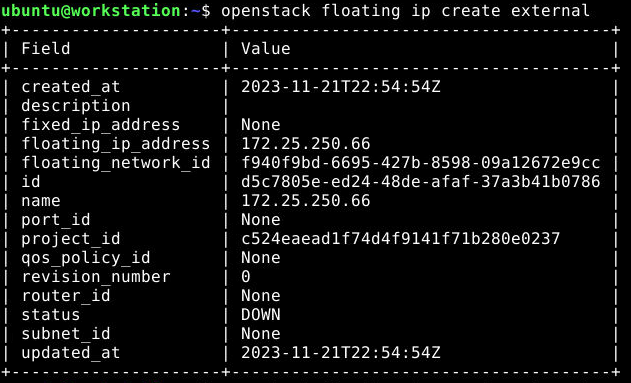 ubuntu@workstation:~$ openstack floating ip create external
+---------------------+--------------------------------------+
| Field               | Value                                |
+---------------------+--------------------------------------+
| created_at          | 2023-11-21T22:54:54Z                 |
| description         |                                      |
| fixed_ip_address    | None                                 |
| floating_ip_address | 172.25.250.66                        |
| floating_network_id | f940f9bd-6695-427b-8598-09a12672e9cc |
| id                  | d5c7805e-ed24-48de-afaf-37a3b41b0786 |
| name                | 172.25.250.66                        |
| port_id             | None                                 |
| project_id          | c524eaead1f74d4f9141f71b280e0237     |
| qos_policy_id       | None                                 |
| revision_number     | 0                                    |
| router_id           | None                                 |
| status              | DOWN                                 |
| subnet_id           | None                                 |
| updated_at          | 2023-11-21T22:54:54Z                 |
+---------------------+--------------------------------------+